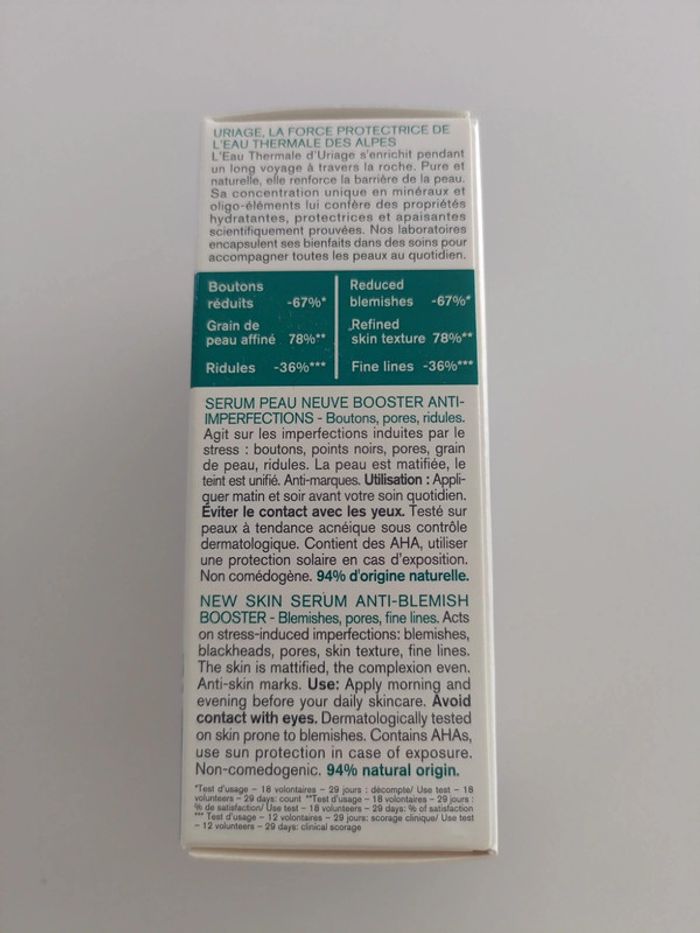 URIAGE, LA FORCE PROTECTRICE DE
L'EAU THERMALE DES ALPES
L'Eau Thermale d'Uriage s'enrichit pendant
un long voyage à travers la roche. Pure et
naturelle, elle renforce la barrière de la peau.
Sa concentration unique en minéraux et
oligo-éléments lui confère des propriétés
hydratantes, protectrices et apaisantes
scientifiquement prouvées. Nos laboratoires
encapsulent ses bienfaits dans des soins pour
accompagner toutes les peaux au quotidien.
Boutons
réduits -67%*
Grain de
peau affiné 78%**
Ridules -36%***
Reduced
blemishes -67%*
Refined
skin texture 78%**
Fine lines -36%***
SERUM PEAU NEUVE BOOSTER ANTI-
IMPERFECTIONS - Boutons, pores, ridules.
Agit sur les imperfections induites par le
stress : boutons, points noirs, pores, grain
de peau, ridules. La peau est matifiée, le
teint est unifié. Anti-marques. Utilisation : Appli-
quer matin et soir avant votre soin quotidien.
Éviter le contact avec les yeux. Testé sur
peaux à tendance acnéique sous contrôle
dermatologique. Contient des AHA, utiliser
une protection solaire en cas d'exposition.
Non comédogène. 94% d'origine naturelle.
NEW SKIN SERUM ANTI-BLEMISH
BOOSTER - Blemishes, pores, fine lines. Acts
on stress-induced imperfections: blemishes,
blackheads, pores, skin texture, fine lines.
The skin is mattified, the complexion even.
Anti-skin marks. Use: Apply morning and
evening before your daily skincare. Avoid
contact with eyes. Dermatologically tested
on skin prone to blemishes. Contains AHAs,
use sun protection in case of exposure.
Non-comedogenic. 94% natural origin.
*Test d'usage – 18 volontaires – 29 jours : décompte/ Use test – 18
volunteers – 29 days: count **Test d'usage – 18 volontaires – 29 jours :
% de satisfaction/ Use test – 18 volunteers – 29 days: % of satisfaction
*** Test d'usage – 12 volontaires – 29 jours: scorage clinique/ Use test
– 12 volunteers – 29 days: clinical scorage